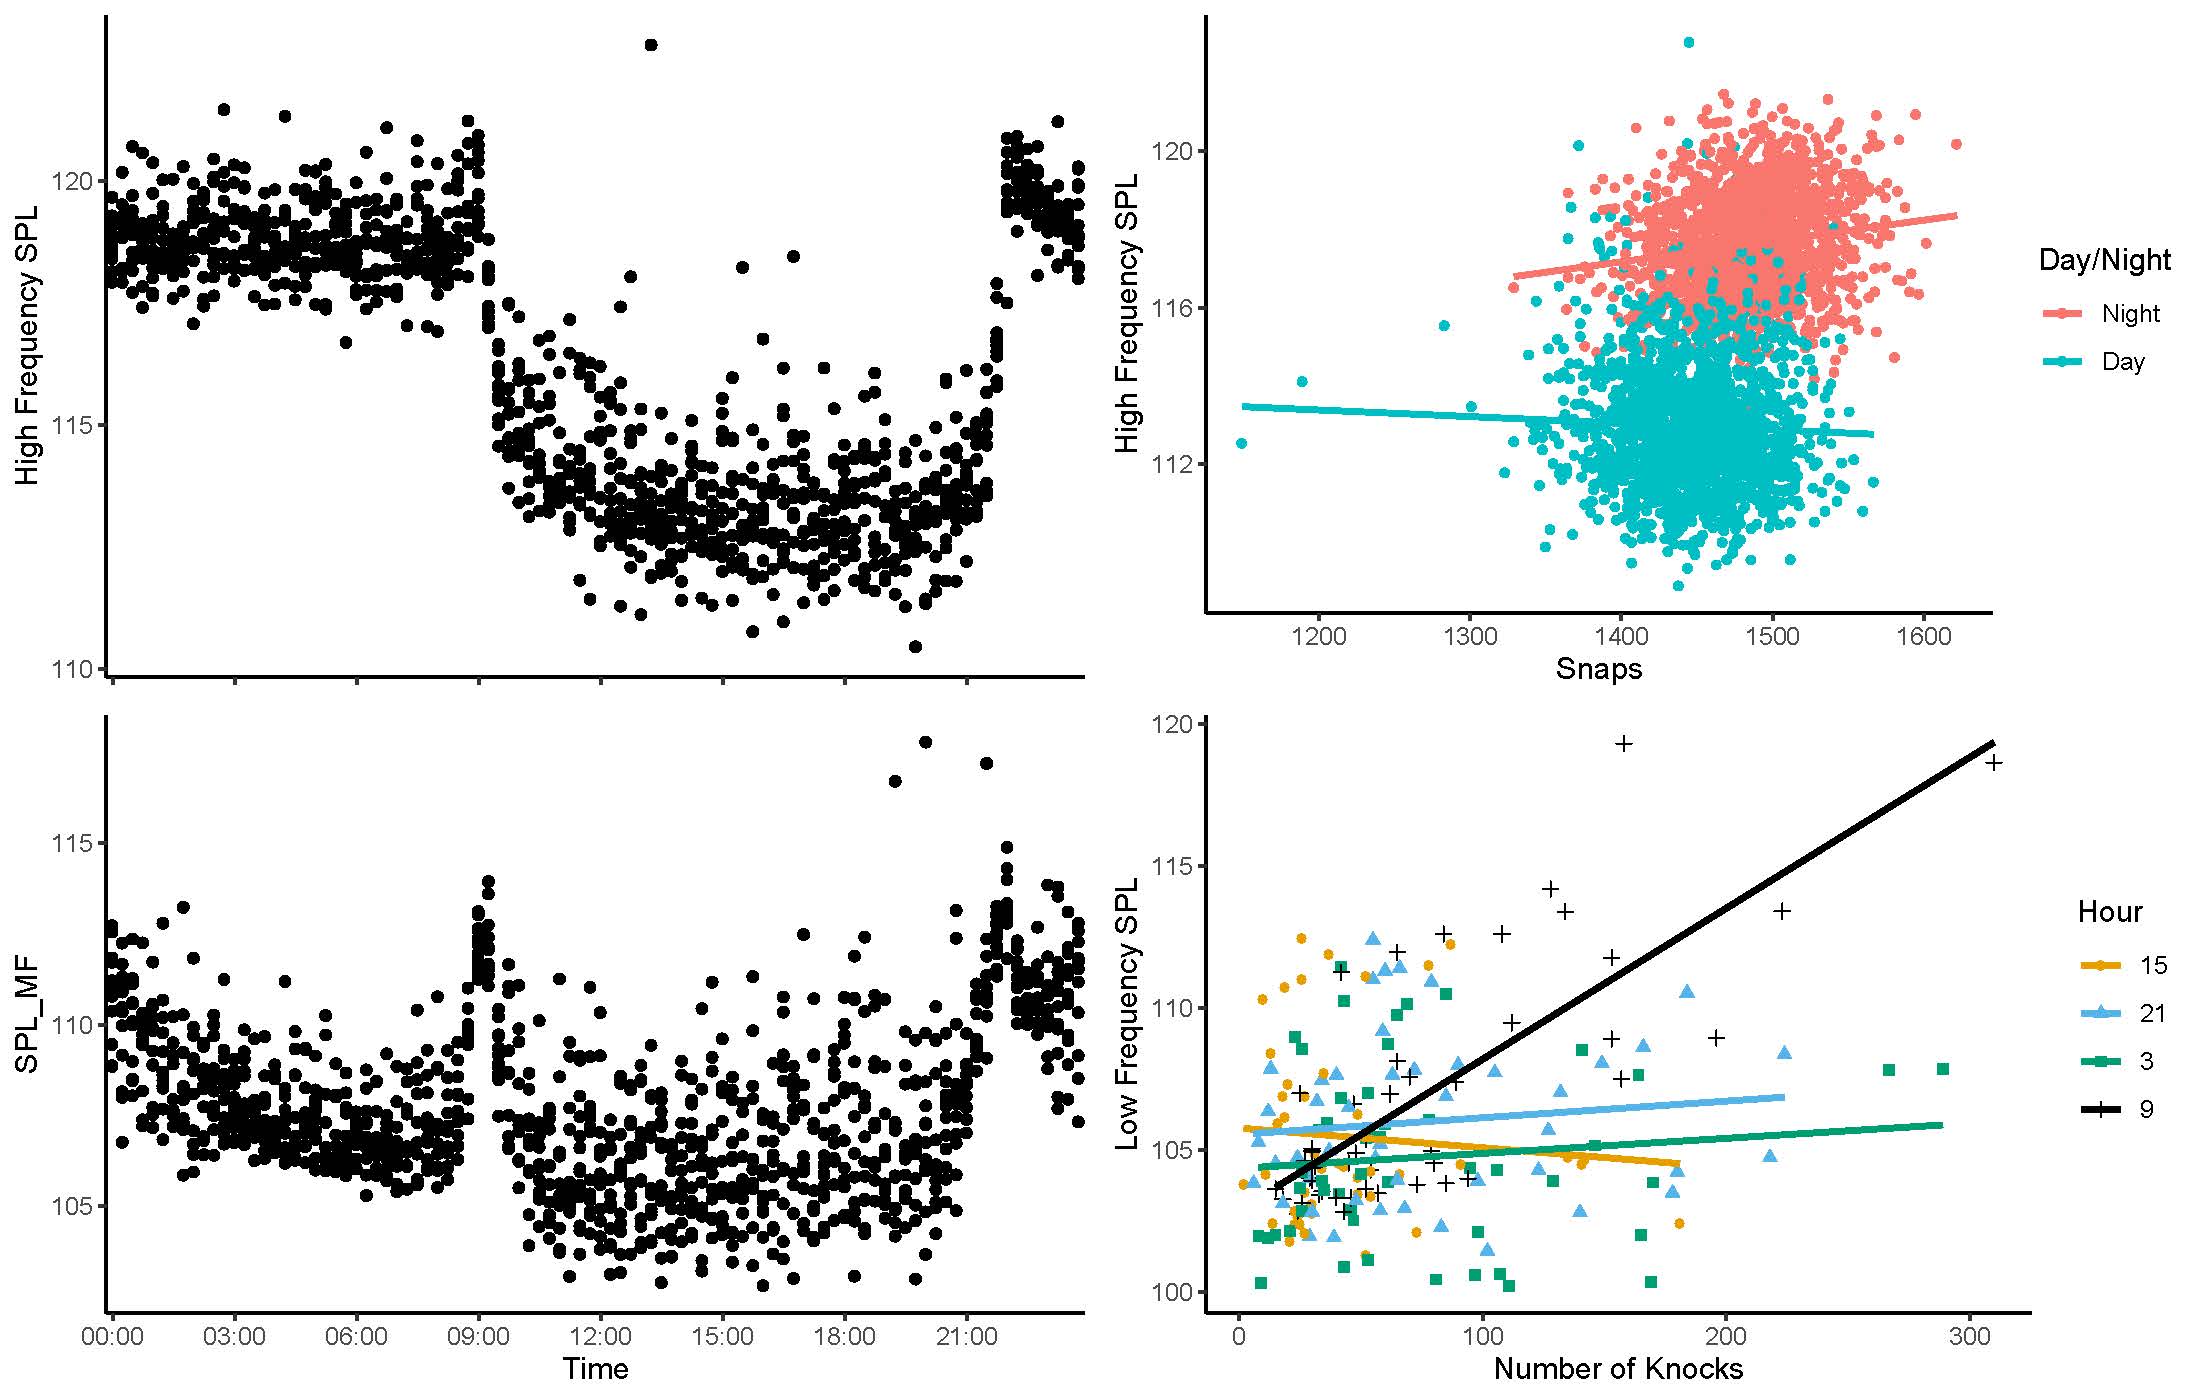 High Frequency SPL
120
115
110
High Frequency SPL
120
116
112
1200 1300 1400 1500 1600
Snaps
Day/Night
Night
Day
SPL_MF
115
110
105
00:00 03:00 06:00 09:00 12:00 15:00 18:00 21:00
Time
Low Frequency SPL
120
115
110
105
100
0 100 200 300
Number of Knocks
Hour
15
21
3
9